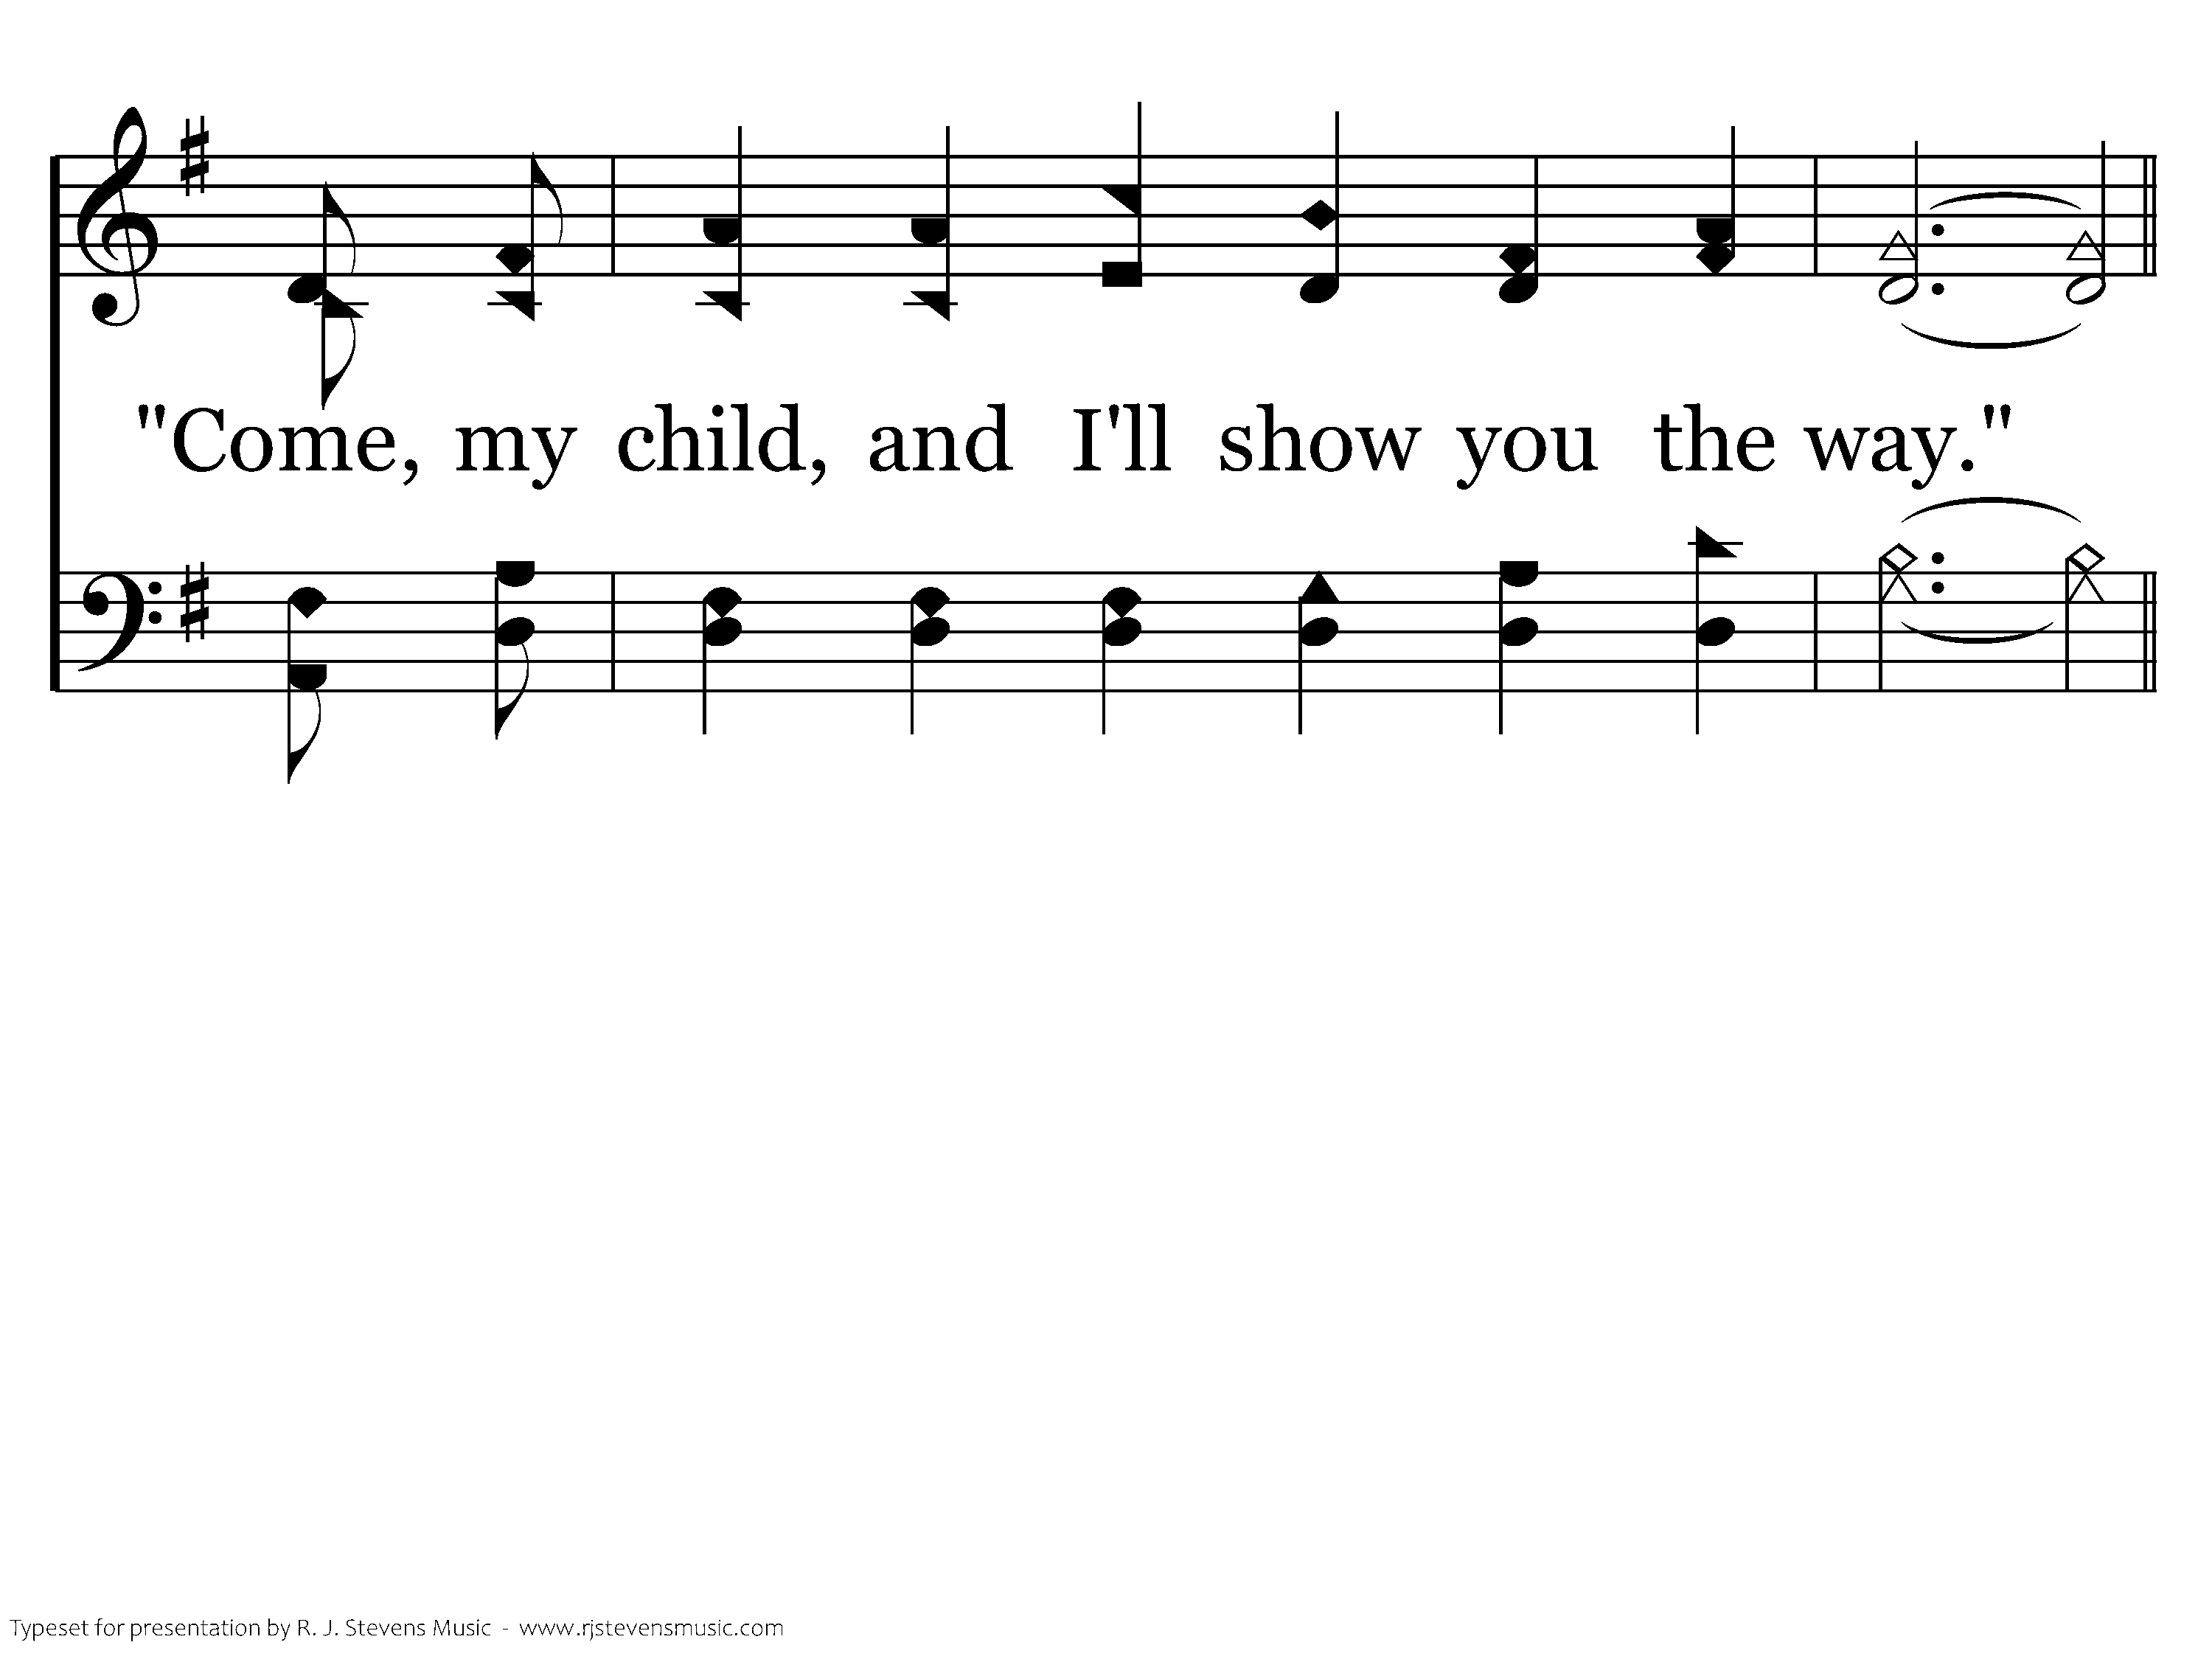 "Come, my child, and I'll show you the way."
Typeset for presentation by R. J. Stevens Music - www.rjstevensmusic.com